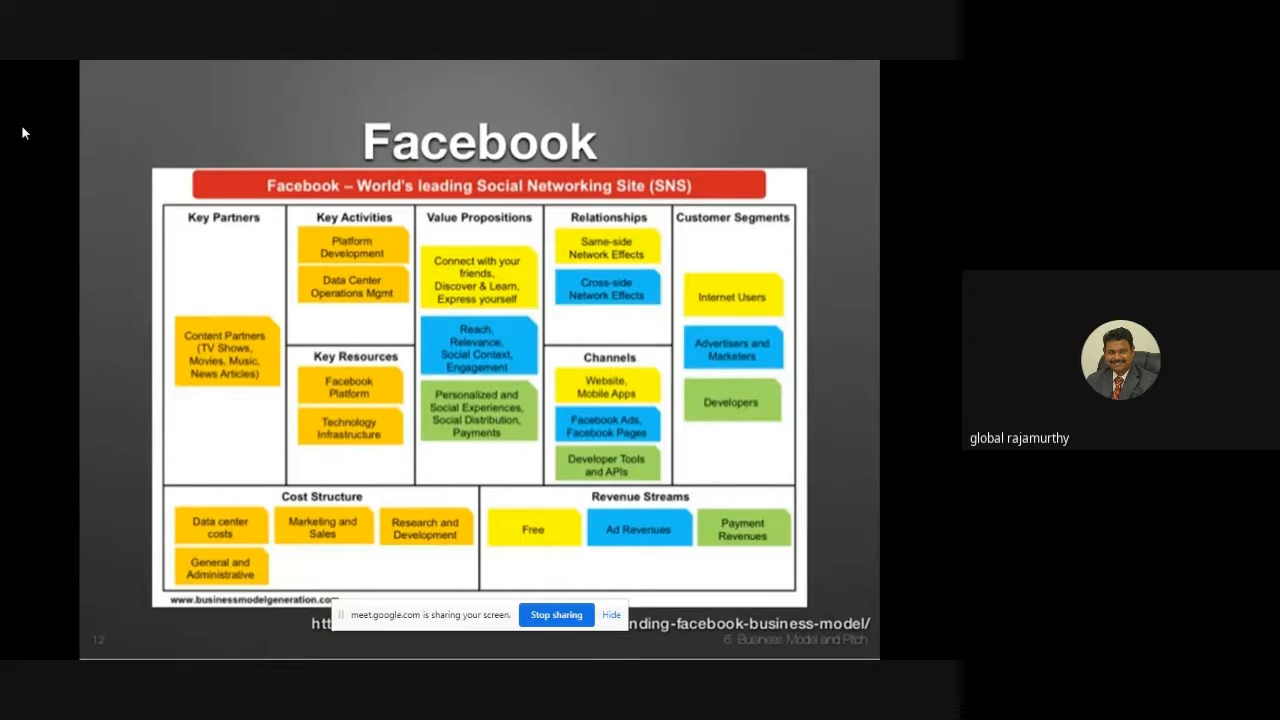 Facebook
Facebook – World's leading Social Networking Site (SNS)
Key Partners
Content Partners
(TV Shows,
Movies, Music,
News Articles)
Key Activities
Platform
Development
Data Center
Operations Mgmt
Key Resources
Facebook
Platform
Technology
Infrastructure
Value Propositions
Connect with your
friends,
Discover & Learn,
Express yourself
Reach,
Relevance,
Social Context,
Engagement
Personalized and
Social Experiences,
Social Distribution,
Payments
Relationships
Same-side
Network Effects
Cross-side
Network Effects
Channels
Website,
Mobile Apps
Facebook Ads,
Facebook Pages
Developer Tools
and APIs
Customer Segments
Internet Users
Advertisers and
Marketers
Developers
Cost Structure
Data center
costs
Marketing and
Sales
Research and
Development
General and
Administrative
Revenue Streams
Free
Ad Revenues
Payment
Revenues
www.businessmodelgeneration.com
meet.google.com is sharing your screen.
Stop sharing
Hide
nding-facebook-business-model/
12
6. Business Model and Pitch
global rajamurthy